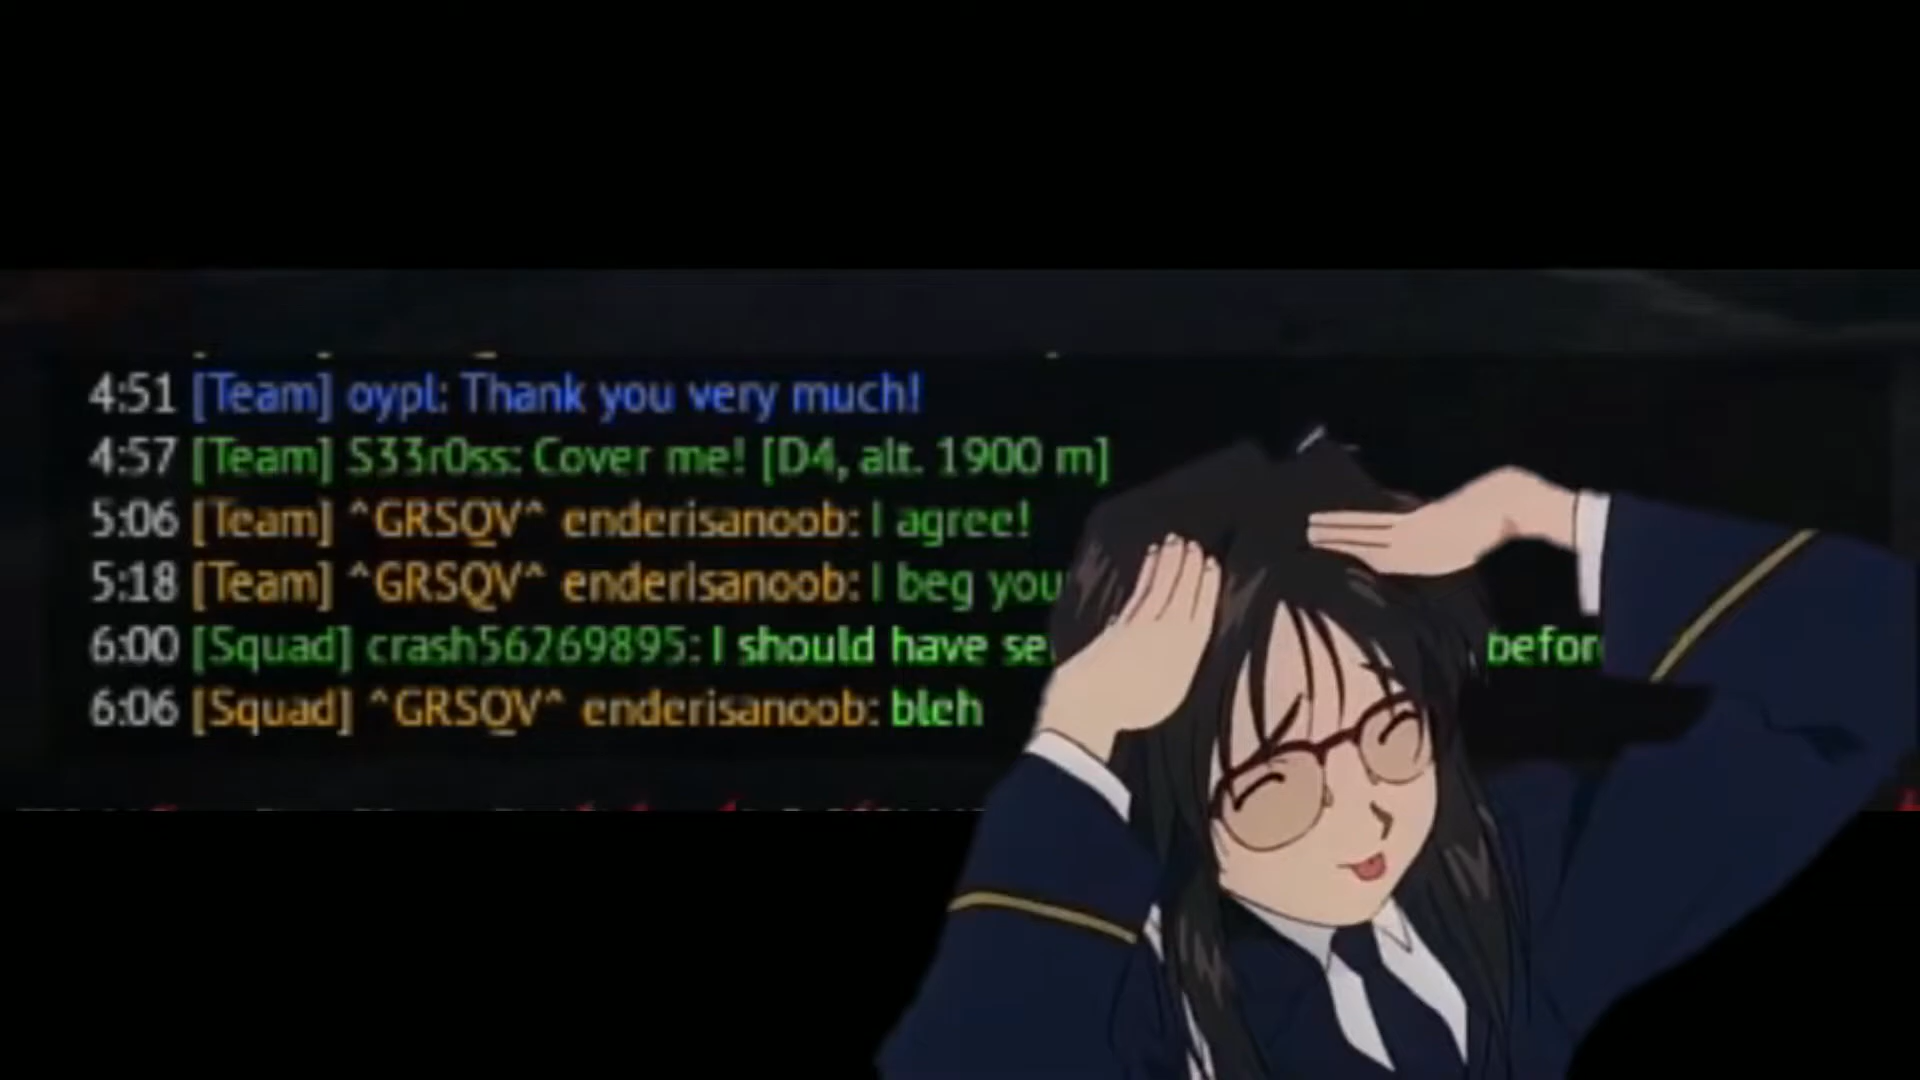 4:51 [Team] oypl: Thank you very much!
4:57 [Team] S33r0ss: Cover me! [D4, alt. 1900 m]
5:06 [Team] ^GRSQV^ enderisanoob: I agree!
5:18 [Team] ^GRSQV^ enderisanoob: I beg you
6:00 [Squad] crash56269895: I should have
6:06 [Squad] ^GRSQV^ enderisanoob: bleh